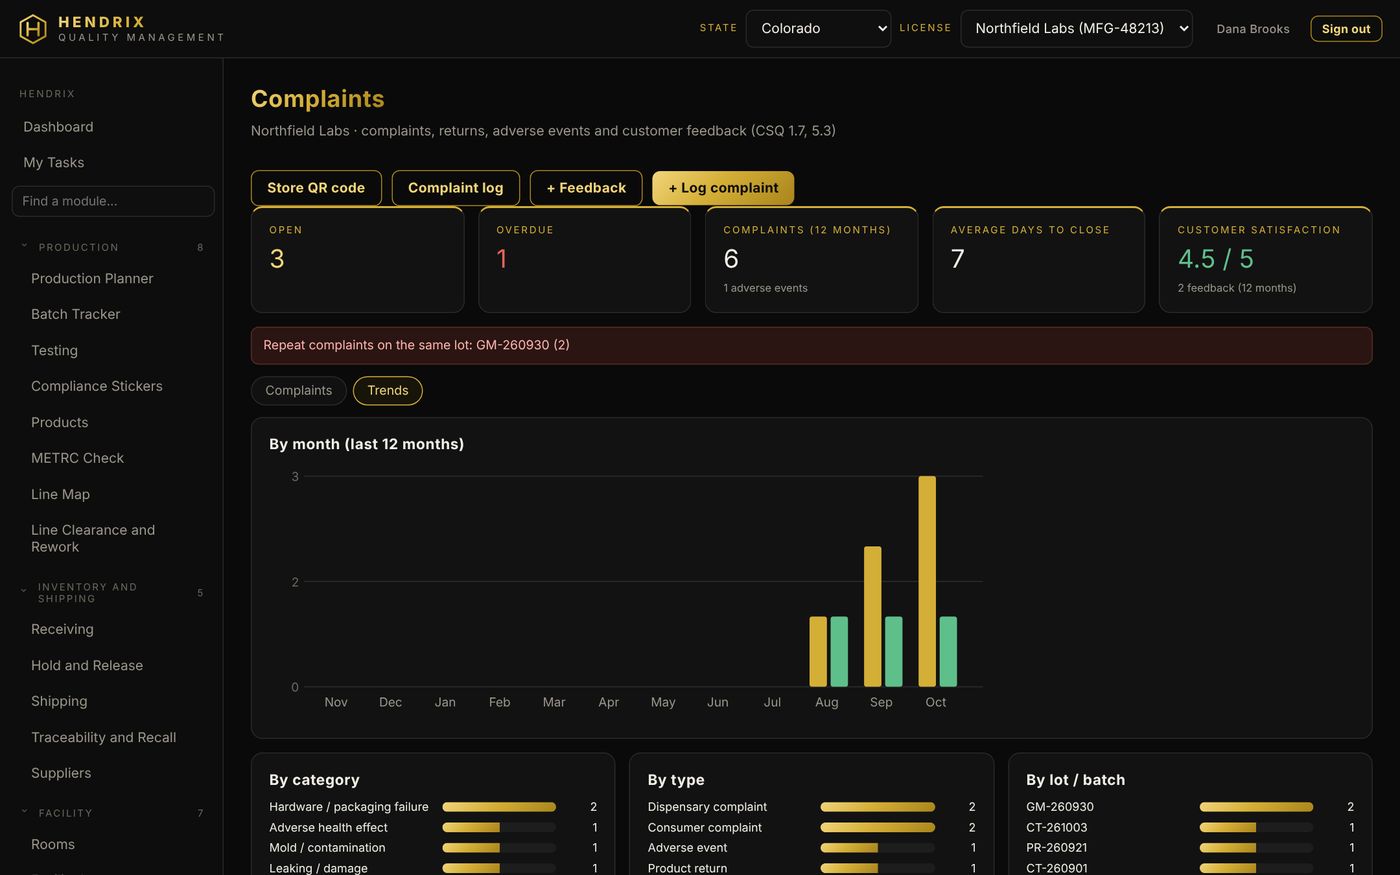 HENDRIX
QUALITY MANAGEMENT
STATE
Colorado
LICENSE
Northfield Labs (MFG-48213)
Dana Brooks
Sign out
HENDRIX
Dashboard
My Tasks
Find a module...
PRODUCTION 8
Production Planner
Batch Tracker
Testing
Compliance Stickers
Products
METRC Check
Line Map
Line Clearance and
Rework
INVENTORY AND
SHIPPING 5
Receiving
Hold and Release
Shipping
Traceability and Recall
Suppliers
FACILITY 7
Rooms
Complaints
Northfield Labs · complaints, returns, adverse events and customer feedback (CSQ 1.7, 5.3)
Store QR code
Complaint log
+ Feedback
+ Log complaint
OPEN
3
OVERDUE
1
COMPLAINTS (12 MONTHS)
6
1 adverse events
AVERAGE DAYS TO CLOSE
7
CUSTOMER SATISFACTION
4.5 / 5
2 feedback (12 months)
Repeat complaints on the same lot: GM-260930 (2)
Complaints
Trends
By month (last 12 months)
3
2
0
Nov Dec Jan Feb Mar Apr May Jun Jul Aug Sep Oct
By category
Hardware / packaging failure 2
Adverse health effect 1
Mold / contamination 1
Leaking / damage 1
By type
Dispensary complaint 2
Consumer complaint 2
Adverse event 1
Product return 1
By lot / batch
GM-260930 2
CT-261003 1
PR-260921 1
CT-260901 1